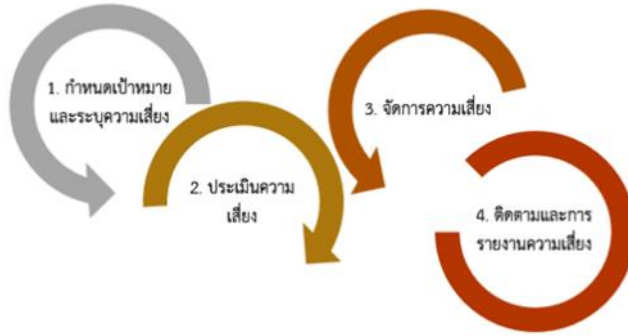 1. กำหนดเป้าหมาย
และระบุความเสี่ยง
2. ประเมินความ
เสี่ยง
3. จัดการความเสี่ยง
4. ติดตามและการ
รายงานความเสี่ยง